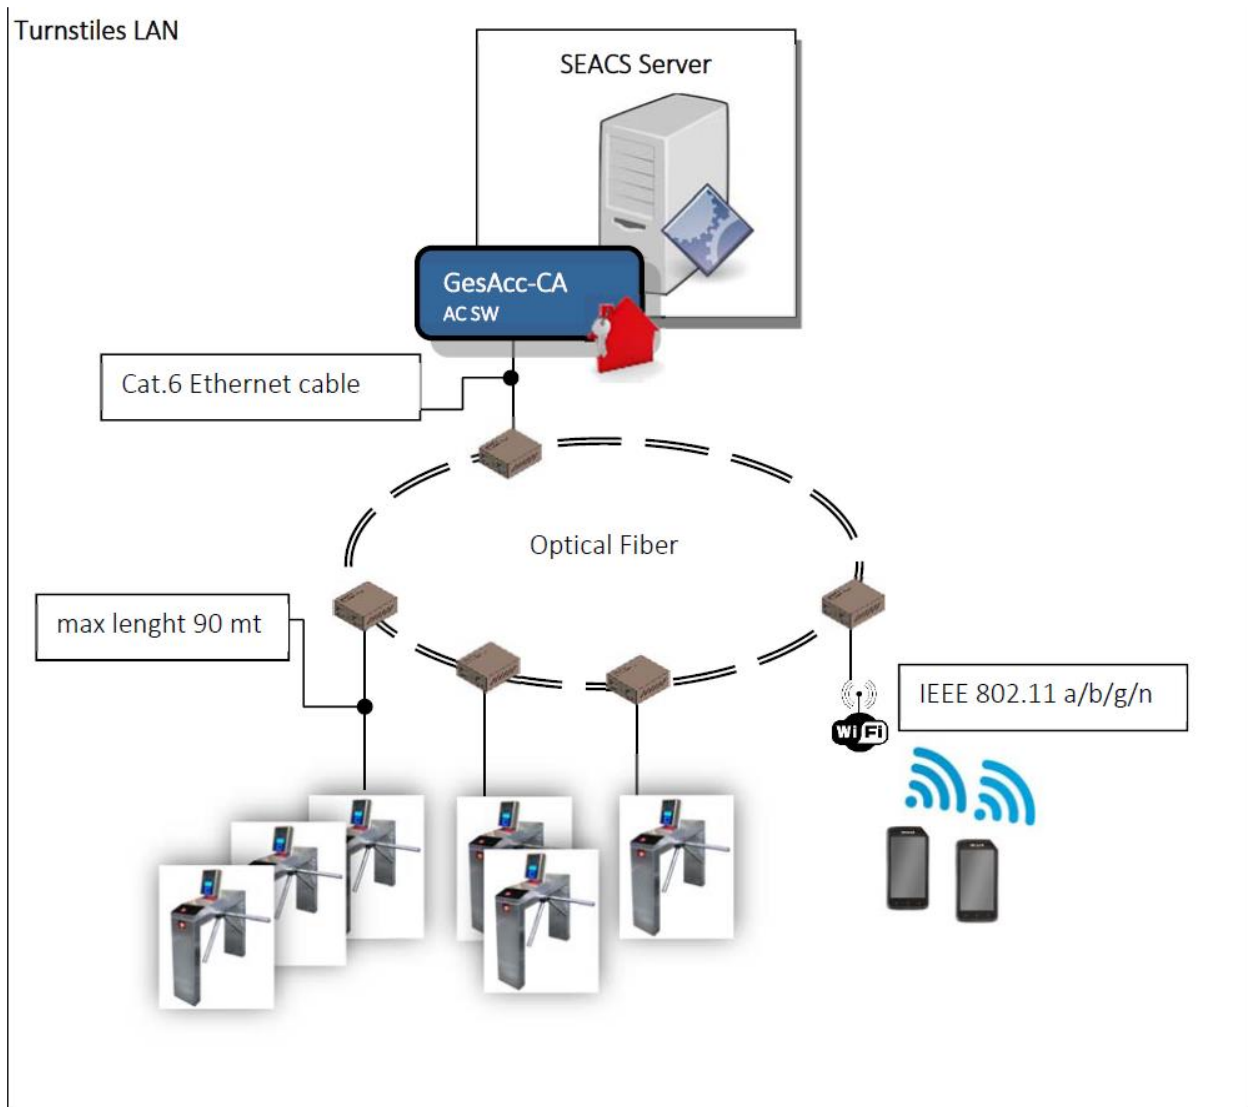 Turnstiles LAN
SEACS Server
GesAcc-CA
AC SW
Cat.6 Ethernet cable
Optical Fiber
max lenght 90 mt
IEEE 802.11 a/b/g/n
Wi Fi